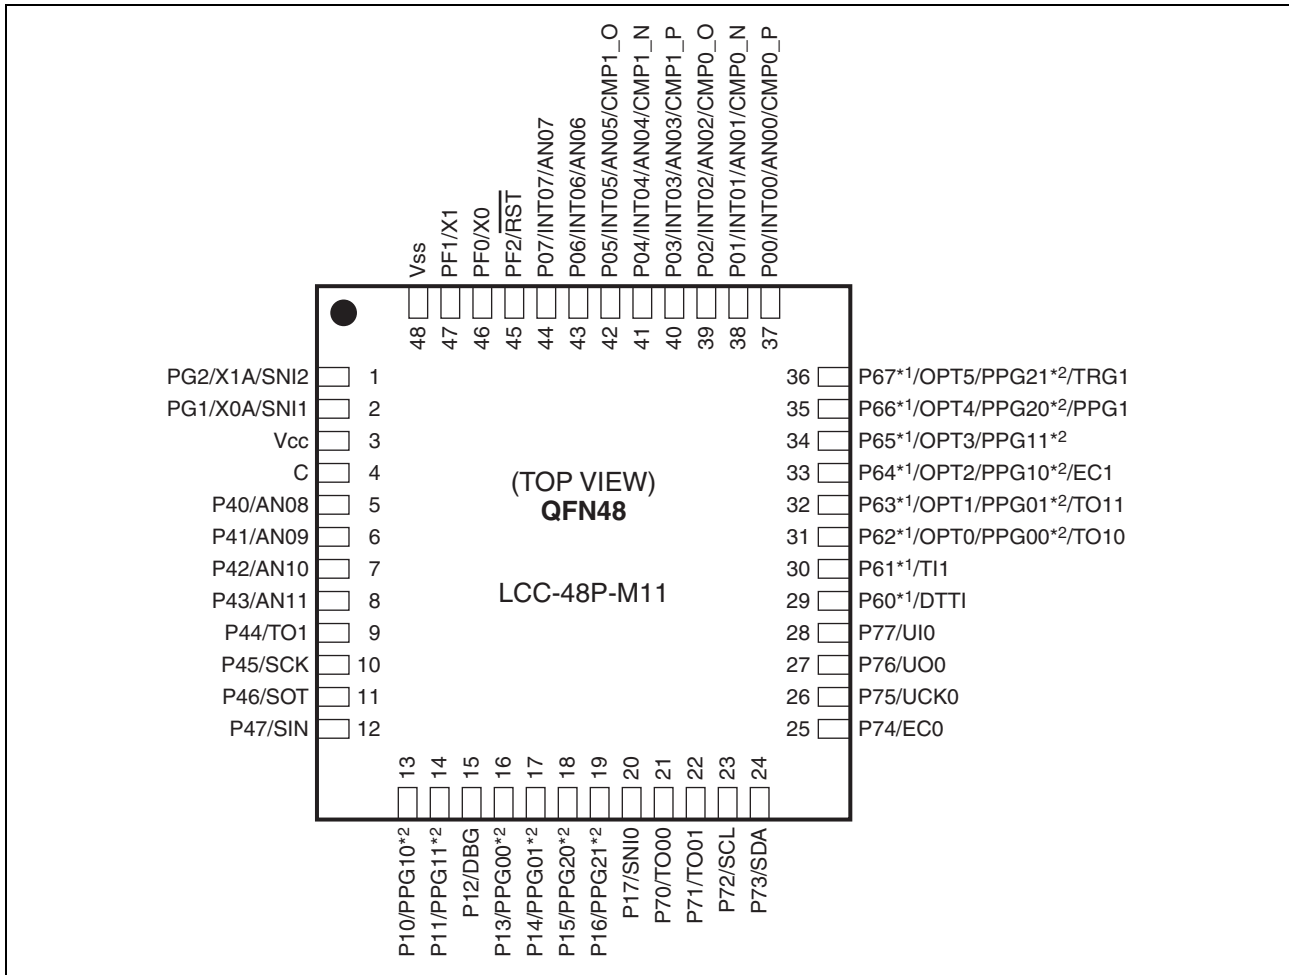 Vss
PF1/X1
PF0/X0
PF2/RST
P07/INT07/AN07
P06/INT06/AN06
P05/INT05/AN05/CMP1_O
P04/INT04/AN04/CMP1_N
P03/INT03/AN03/CMP1_P
P02/INT02/AN02/CMP0_O
P01/INT01/AN01/CMP0_N
P00/INT00/AN00/CMP0_P
48 47 46 45 44 43 42 41 40 39 38 37
PG2/X1A/SNI2 1
PG1/X0A/SNI1 2
Vcc 3
C 4
P40/AN08 5
P41/AN09 6
P42/AN10 7
P43/AN11 8
P44/TO1 9
P45/SCK 10
P46/SOT 11
P47/SIN 12
(TOP VIEW)
QFN48
LCC-48P-M11
36 P67*1/OPT5/PPG21*2/TRG1
35 P66*1/OPT4/PPG20*2/PPG1
34 P65*1/OPT3/PPG11*2
33 P64*1/OPT2/PPG10*2/EC1
32 P63*1/OPT1/PPG01*2/TO11
31 P62*1/OPT0/PPG00*2/TO10
30 P61*1/TI1
29 P60*1/DTTI
28 P77/UI0
27 P76/UO0
26 P75/UCK0
25 P74/EC0
13 14 15 16 17 18 19 20 21 22 23 24
P10/PPG10*2
P11/PPG11*2
P12/DBG
P13/PPG00*2
P14/PPG01*2
P15/PPG20*2
P16/PPG21*2
P17/SNI0
P70/TO00
P71/TO01
P72/SCL
P73/SDA